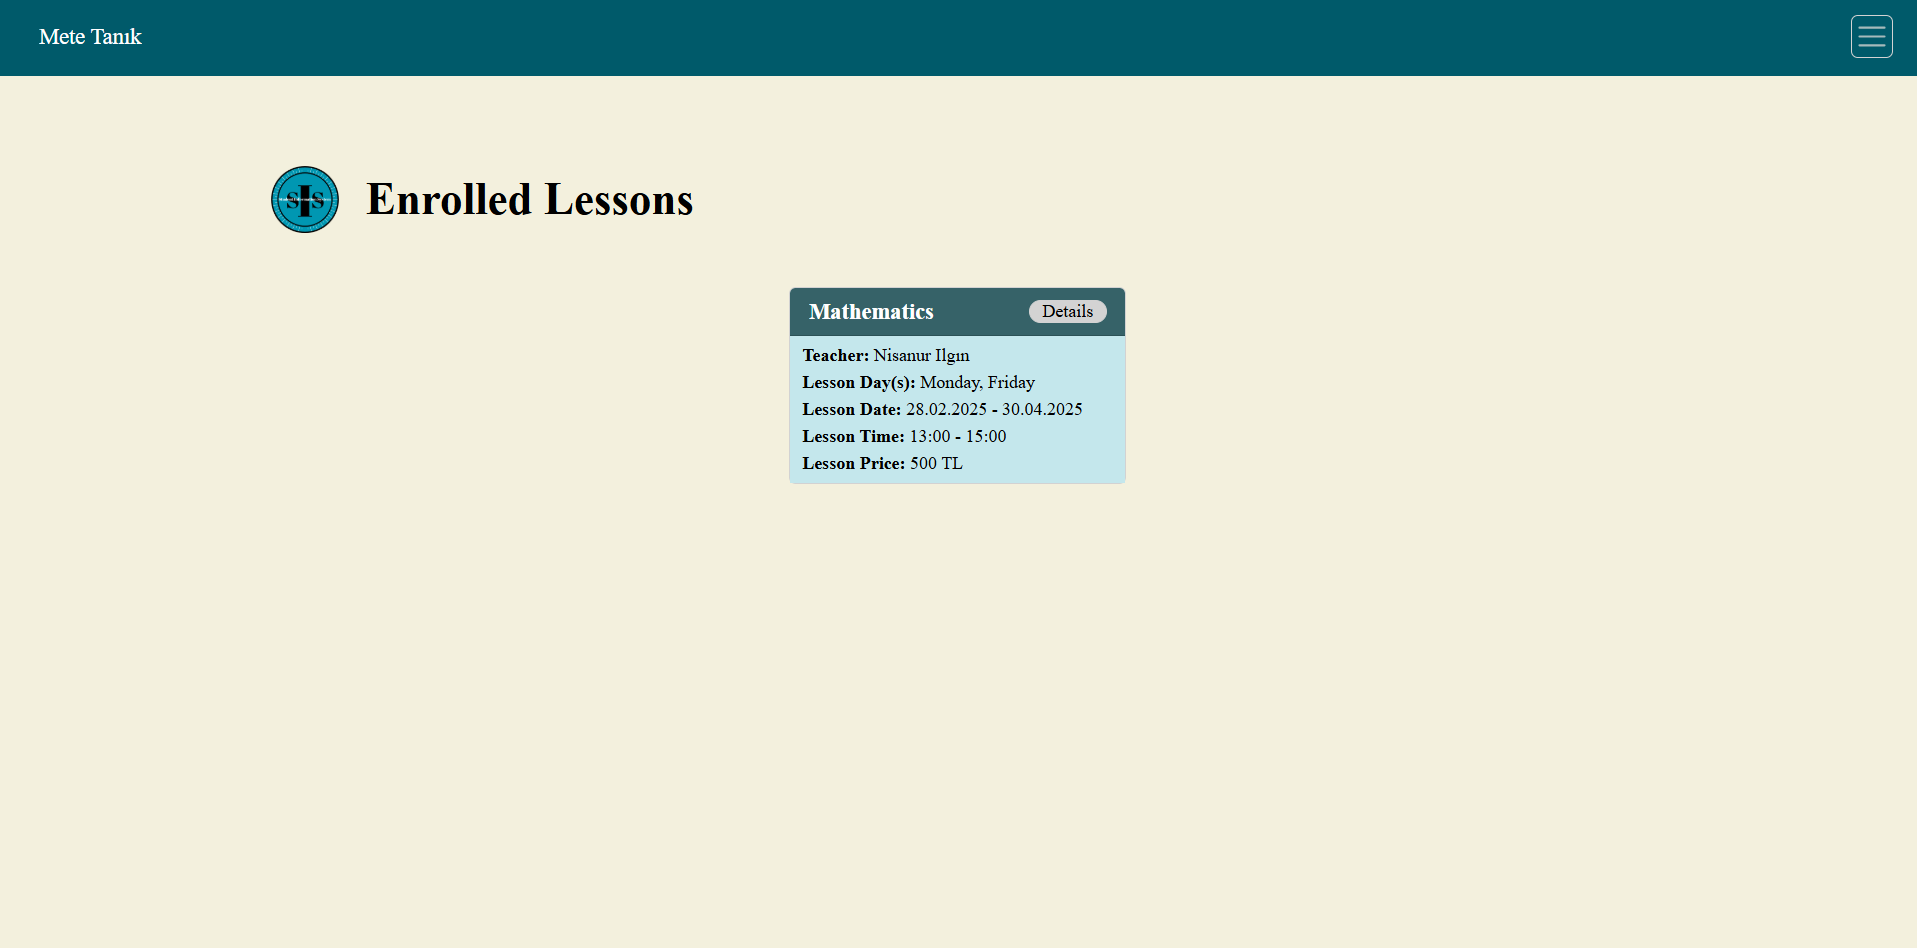 Mete Tanık
SIS
Enrolled Lessons
Mathematics
Details
Teacher: Nisanur Ilgın
Lesson Day(s): Monday, Friday
Lesson Date: 28.02.2025 - 30.04.2025
Lesson Time: 13:00 - 15:00
Lesson Price: 500 TL